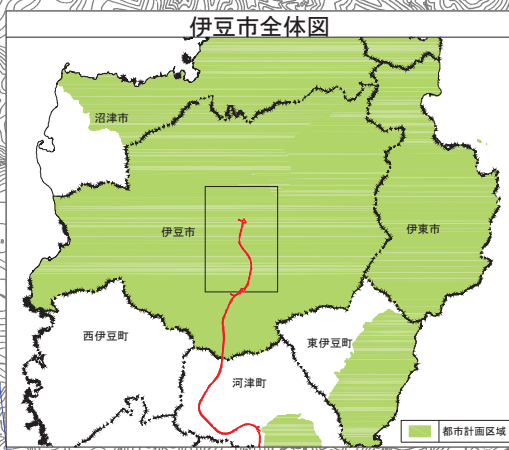 伊豆市全体図
沼津市
伊豆市
伊東市
西伊豆町
東伊豆町
河津町
都市計画区域